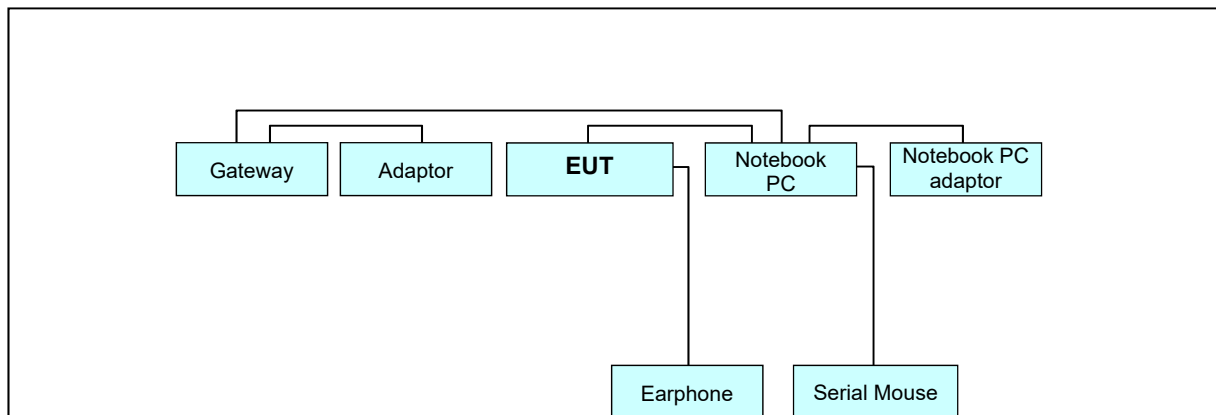 Gateway
Adaptor
EUT
Notebook
PC
Notebook PC
adaptor
Earphone
Serial Mouse